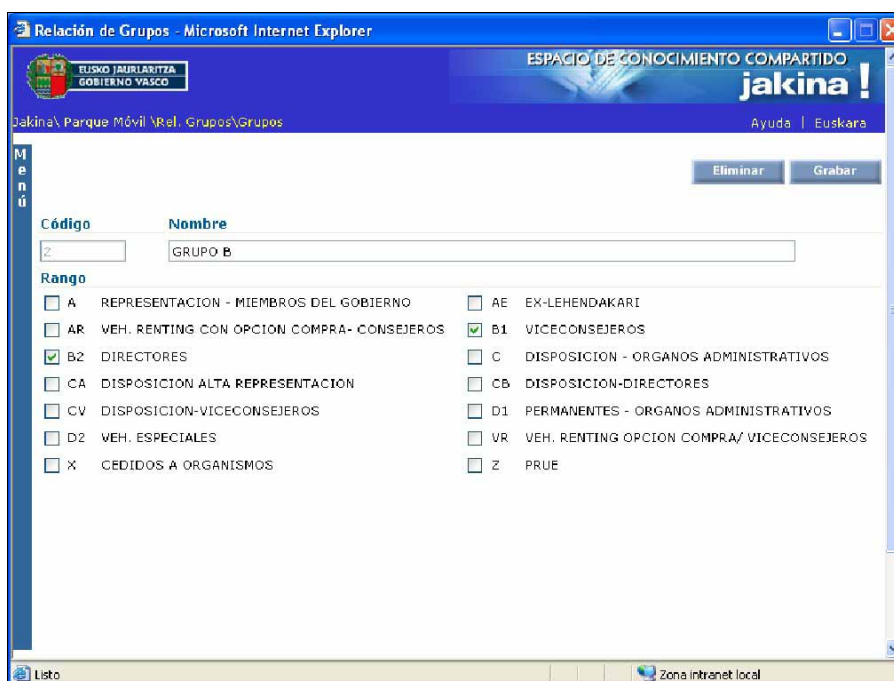 Relación de Grupos - Microsoft Internet Explorer
EUSKO JAURLARITZA
GOBIERNO VASCO
ESPACIO DE CONOCIMIENTO COMPARTIDO
jakina!
Jakina\ Parque Móvil \Rel. Grupos\Grupos
Ayuda | Euskara
Menú
Eliminar Grabar
Código Nombre
2 GRUPO B
Rango
A REPRESENTACION - MIEMBROS DEL GOBIERNO AE EX-LEHENDAKARI
AR VEH. RENTING CON OPCION COMPRA- CONSEJEROS B1 VICECONSEJEROS
B2 DIRECTORES C DISPOSICION - ORGANOS ADMINISTRATIVOS
CA DISPOSICION ALTA REPRESENTACION CB DISPOSICION-DIRECTORES
CV DISPOSICION-VICECONSEJEROS D1 PERMANENTES - ORGANOS ADMINISTRATIVOS
D2 VEH. ESPECIALES VR VEH. RENTING OPCION COMPRA/ VICECONSEJEROS
X CEDIDOS A ORGANISMOS Z PRUE
Listo Zona intranet local